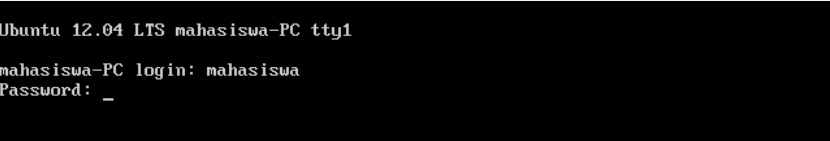 Ubuntu 12.04 LTS mahasiswa-PC tty1
mahasiswa-PC login: mahasiswa
Password: _